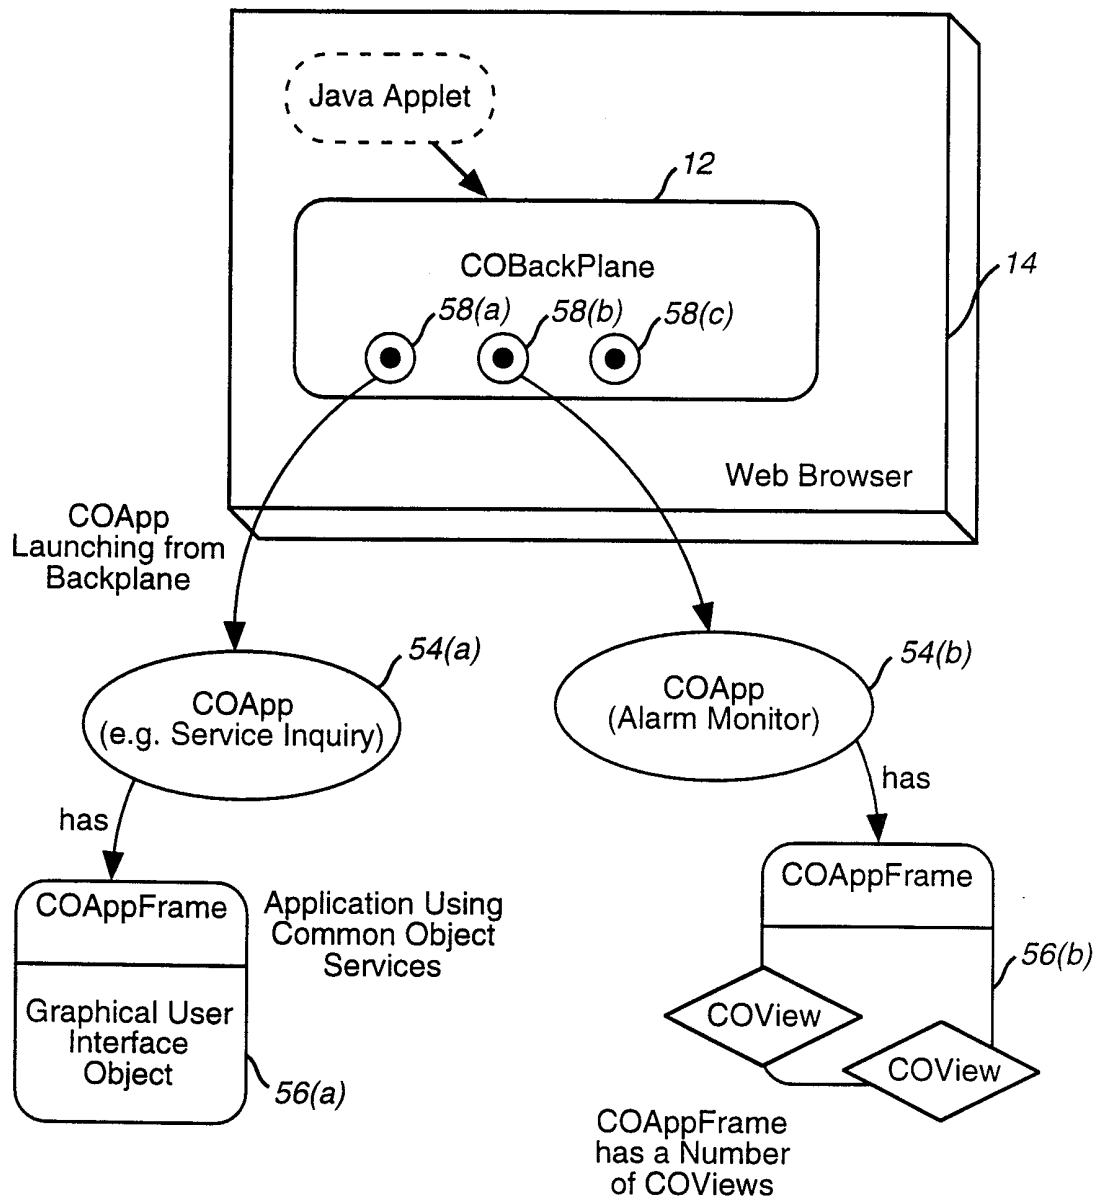 Java Applet
12
COBackPlane
14
58(a)
58(b)
58(c)
Web Browser
COApp
Launching from
Backplane
54(a)
54(b)
COApp
(e.g. Service Inquiry)
COApp
(Alarm Monitor)
has
has
COAppFrame
Application Using
Common Object
Services
COAppFrame
56(b)
Graphical User
Interface
Object
56(a)
COView
COView
COAppFrame
has a Number
of COViews